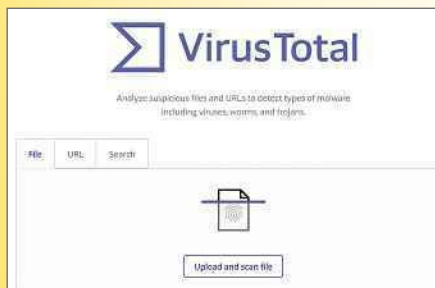 VirusTotal
Analyze suspicious files and URLs to detect types of malware
including viruses, worms, and trojans.
File URL Search
Upload and scan file